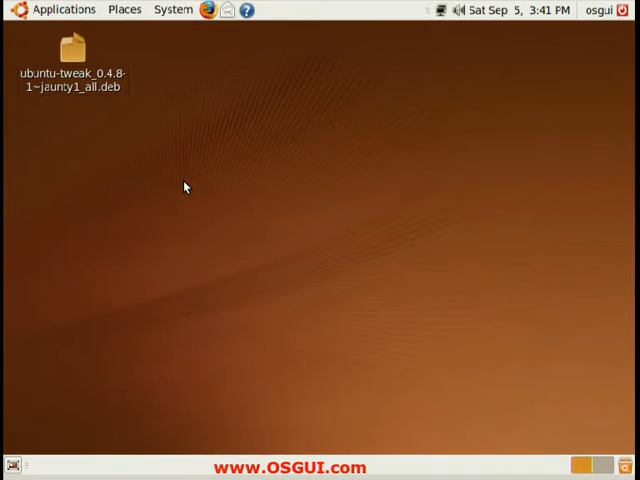 Applications Places System Sat Sep 5, 3:41 PM osgui
ubuntu-tweak_0.4.8-
1~jaunty1_all.deb
www.OSGUI.com